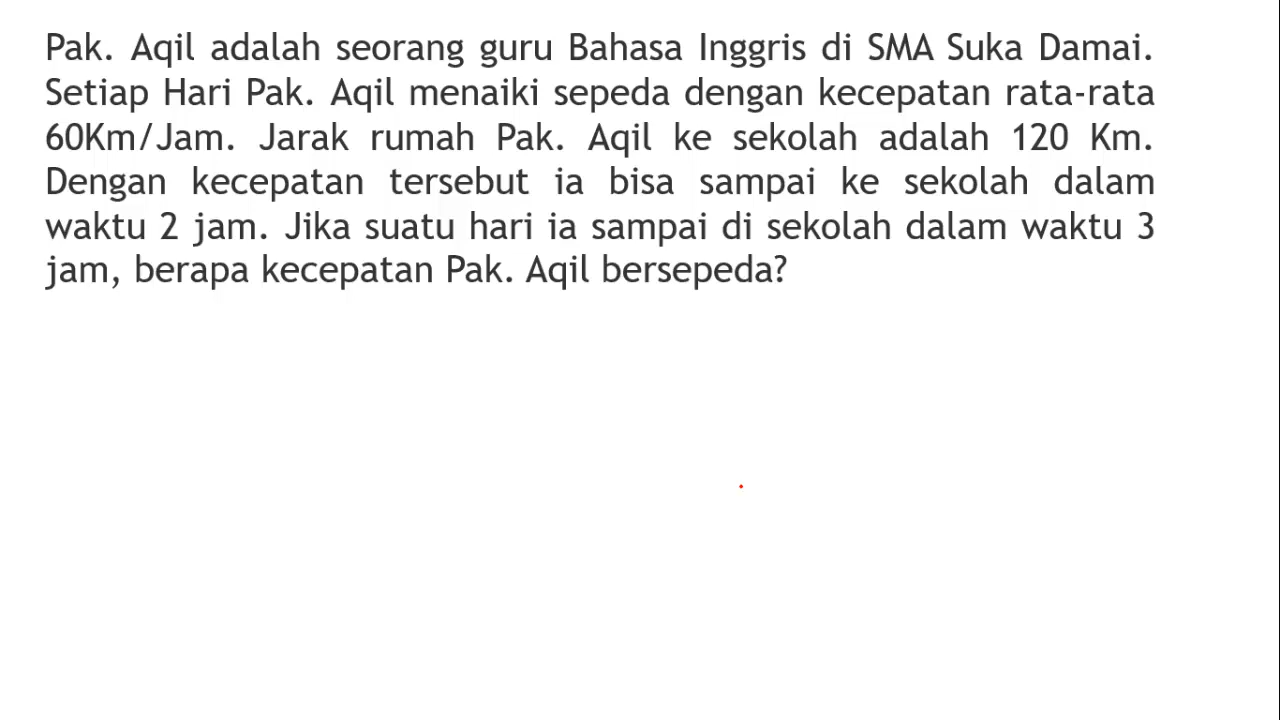 Pak. Aqil adalah seorang guru Bahasa Inggris di SMA Suka Damai.
Setiap Hari Pak. Aqil menaiki sepeda dengan kecepatan rata-rata
60Km/Jam. Jarak rumah Pak. Aqil ke sekolah adalah 120 Km.
Dengan kecepatan tersebut ia bisa sampai ke sekolah dalam
waktu 2 jam. Jika suatu hari ia sampai di sekolah dalam waktu 3
jam, berapa kecepatan Pak. Aqil bersepeda?